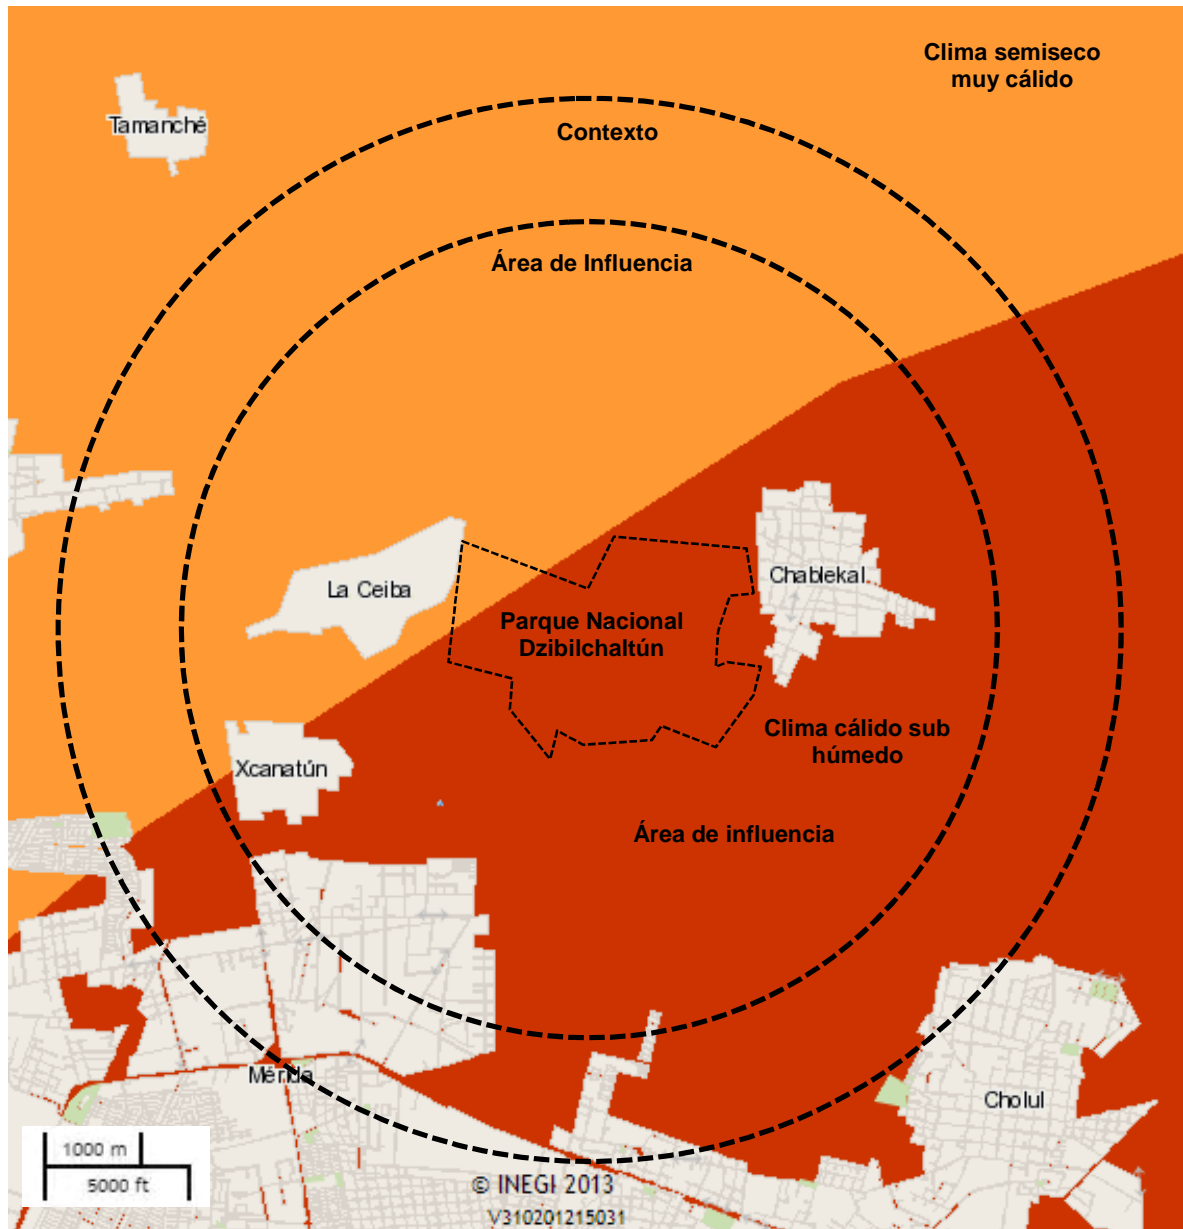 Clima semiseco
muy cálido
Tamanché
Contexto
Área de Influencia
La Ceiba
Chablekal
Parque Nacional
Dzibilchaltún
Clima cálido sub
húmedo
Xcanatún
Área de influencia
Mérida
Cholul
1000 m
5000 ft
© INEGI 2013
V310201215031